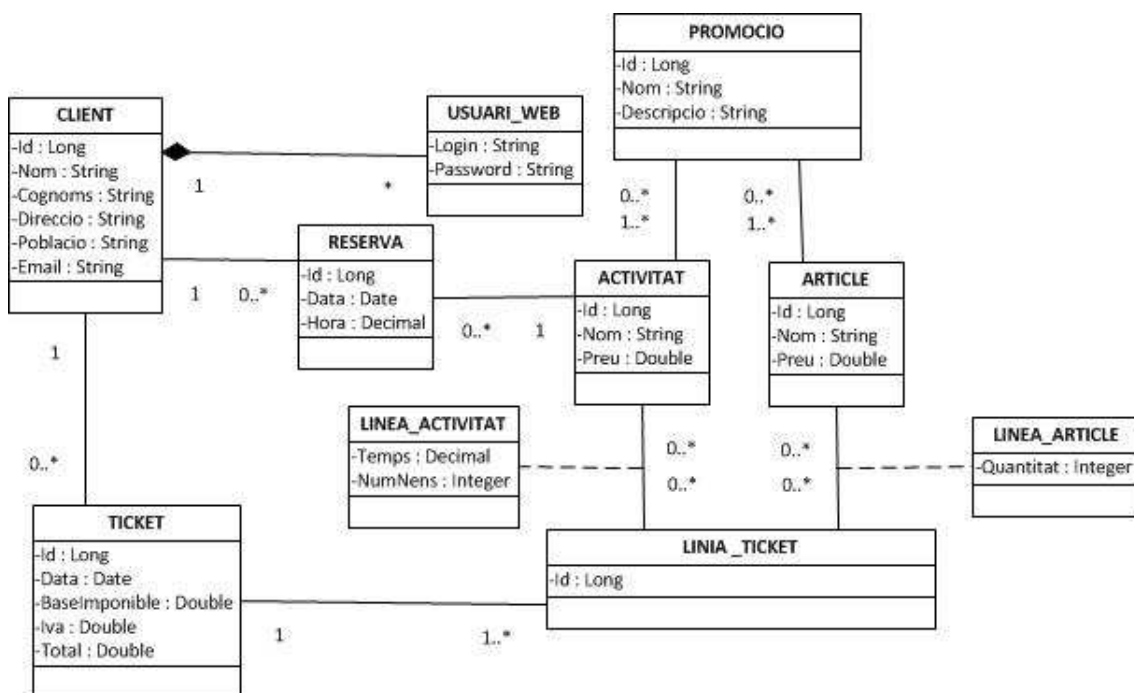 PROMOCIO
-Id : Long
-Nom : String
-Descripcio : String
CLIENT
-Id : Long
-Nom : String
-Cognoms : String
-Direccio : String
-Poblacio : String
-Email : String
USUARI_WEB
-Login : String
-Password : String
1
*
0..*
1..*
0..*
1..*
RESERVA
-Id : Long
-Data : Date
-Hora : Decimal
1
0..*
ACTIVITAT
-Id : Long
-Nom : String
-Preu : Double
ARTICLE
-Id : Long
-Nom : String
-Preu : Double
0..*
1
1
0..*
LINEA_ACTIVITAT
-Temps : Decimal
-NumNens : Integer
0..*
0..*
0..*
0..*
LINEA_ARTICLE
-Quantitat : Integer
TICKET
-Id : Long
-Data : Date
-BaseImponible : Double
-Iva : Double
-Total : Double
LINIA _TICKET
-Id : Long
1
1..*